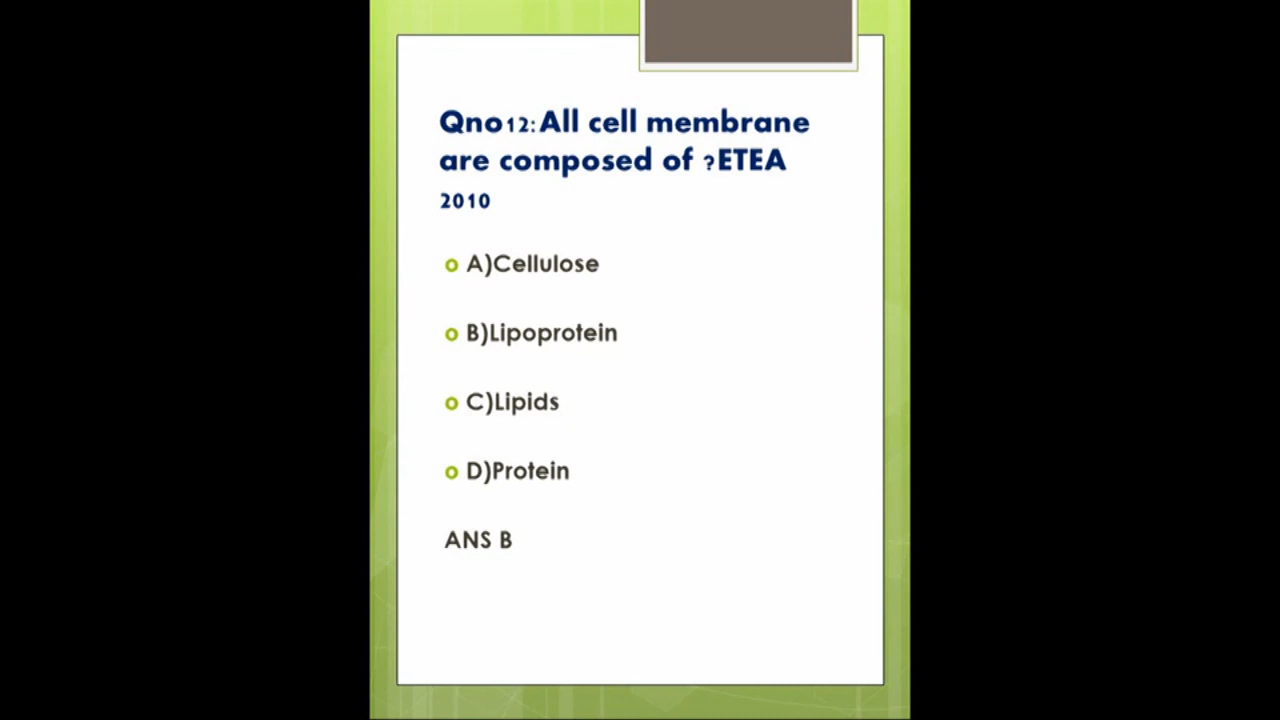 Qno12:All cell membrane
are composed of ?ETEA
2010
o A)Cellulose
o B)Lipoprotein
o C)Lipids
o D)Protein
ANS B